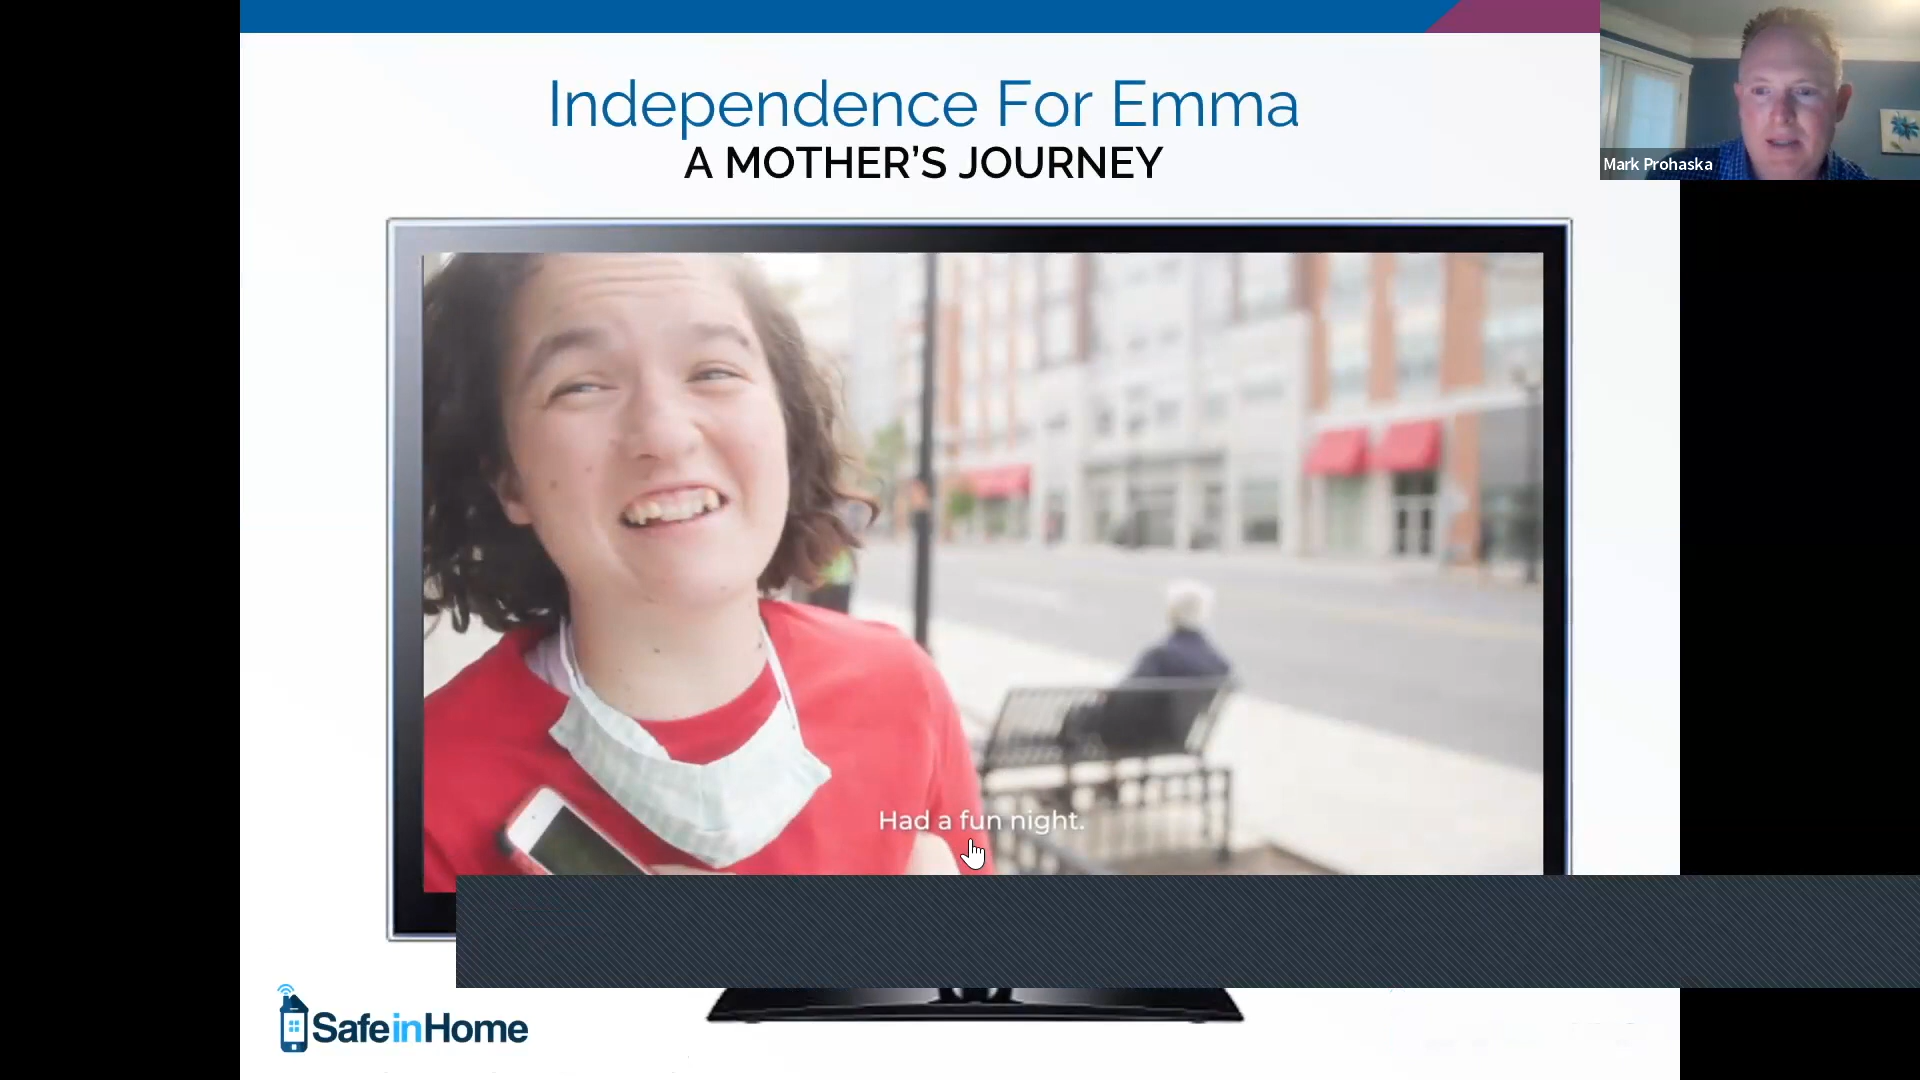 Independence For Emma
A MOTHER'S JOURNEY
Mark Prohaska
Had a fun night.
SafeinHome